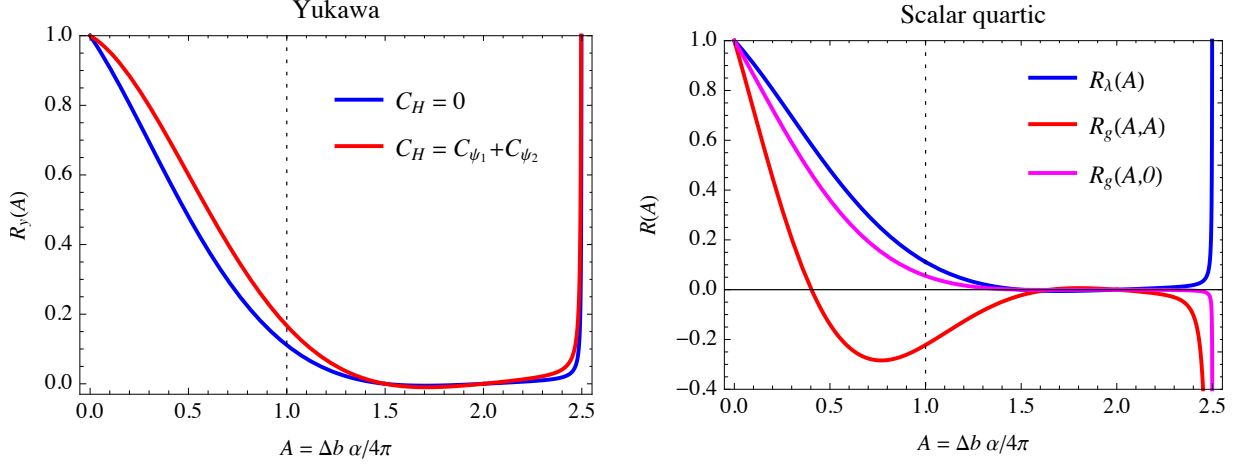 Yukawa
1.0
0.8
0.6
0.4
0.2
0.0
R_y(A)
C_H = 0
C_H = C_ψ₁+C_ψ₂
0.0
0.5
1.0
1.5
2.0
2.5
A = Δb α/4π
Scalar quartic
1.0
0.8
0.6
0.4
0.2
0.0
−0.2
−0.4
R(A)
R_λ(A)
R_g(A,A)
R_g(A,0)
0.0
0.5
1.0
1.5
2.0
2.5
A = Δb α/4π